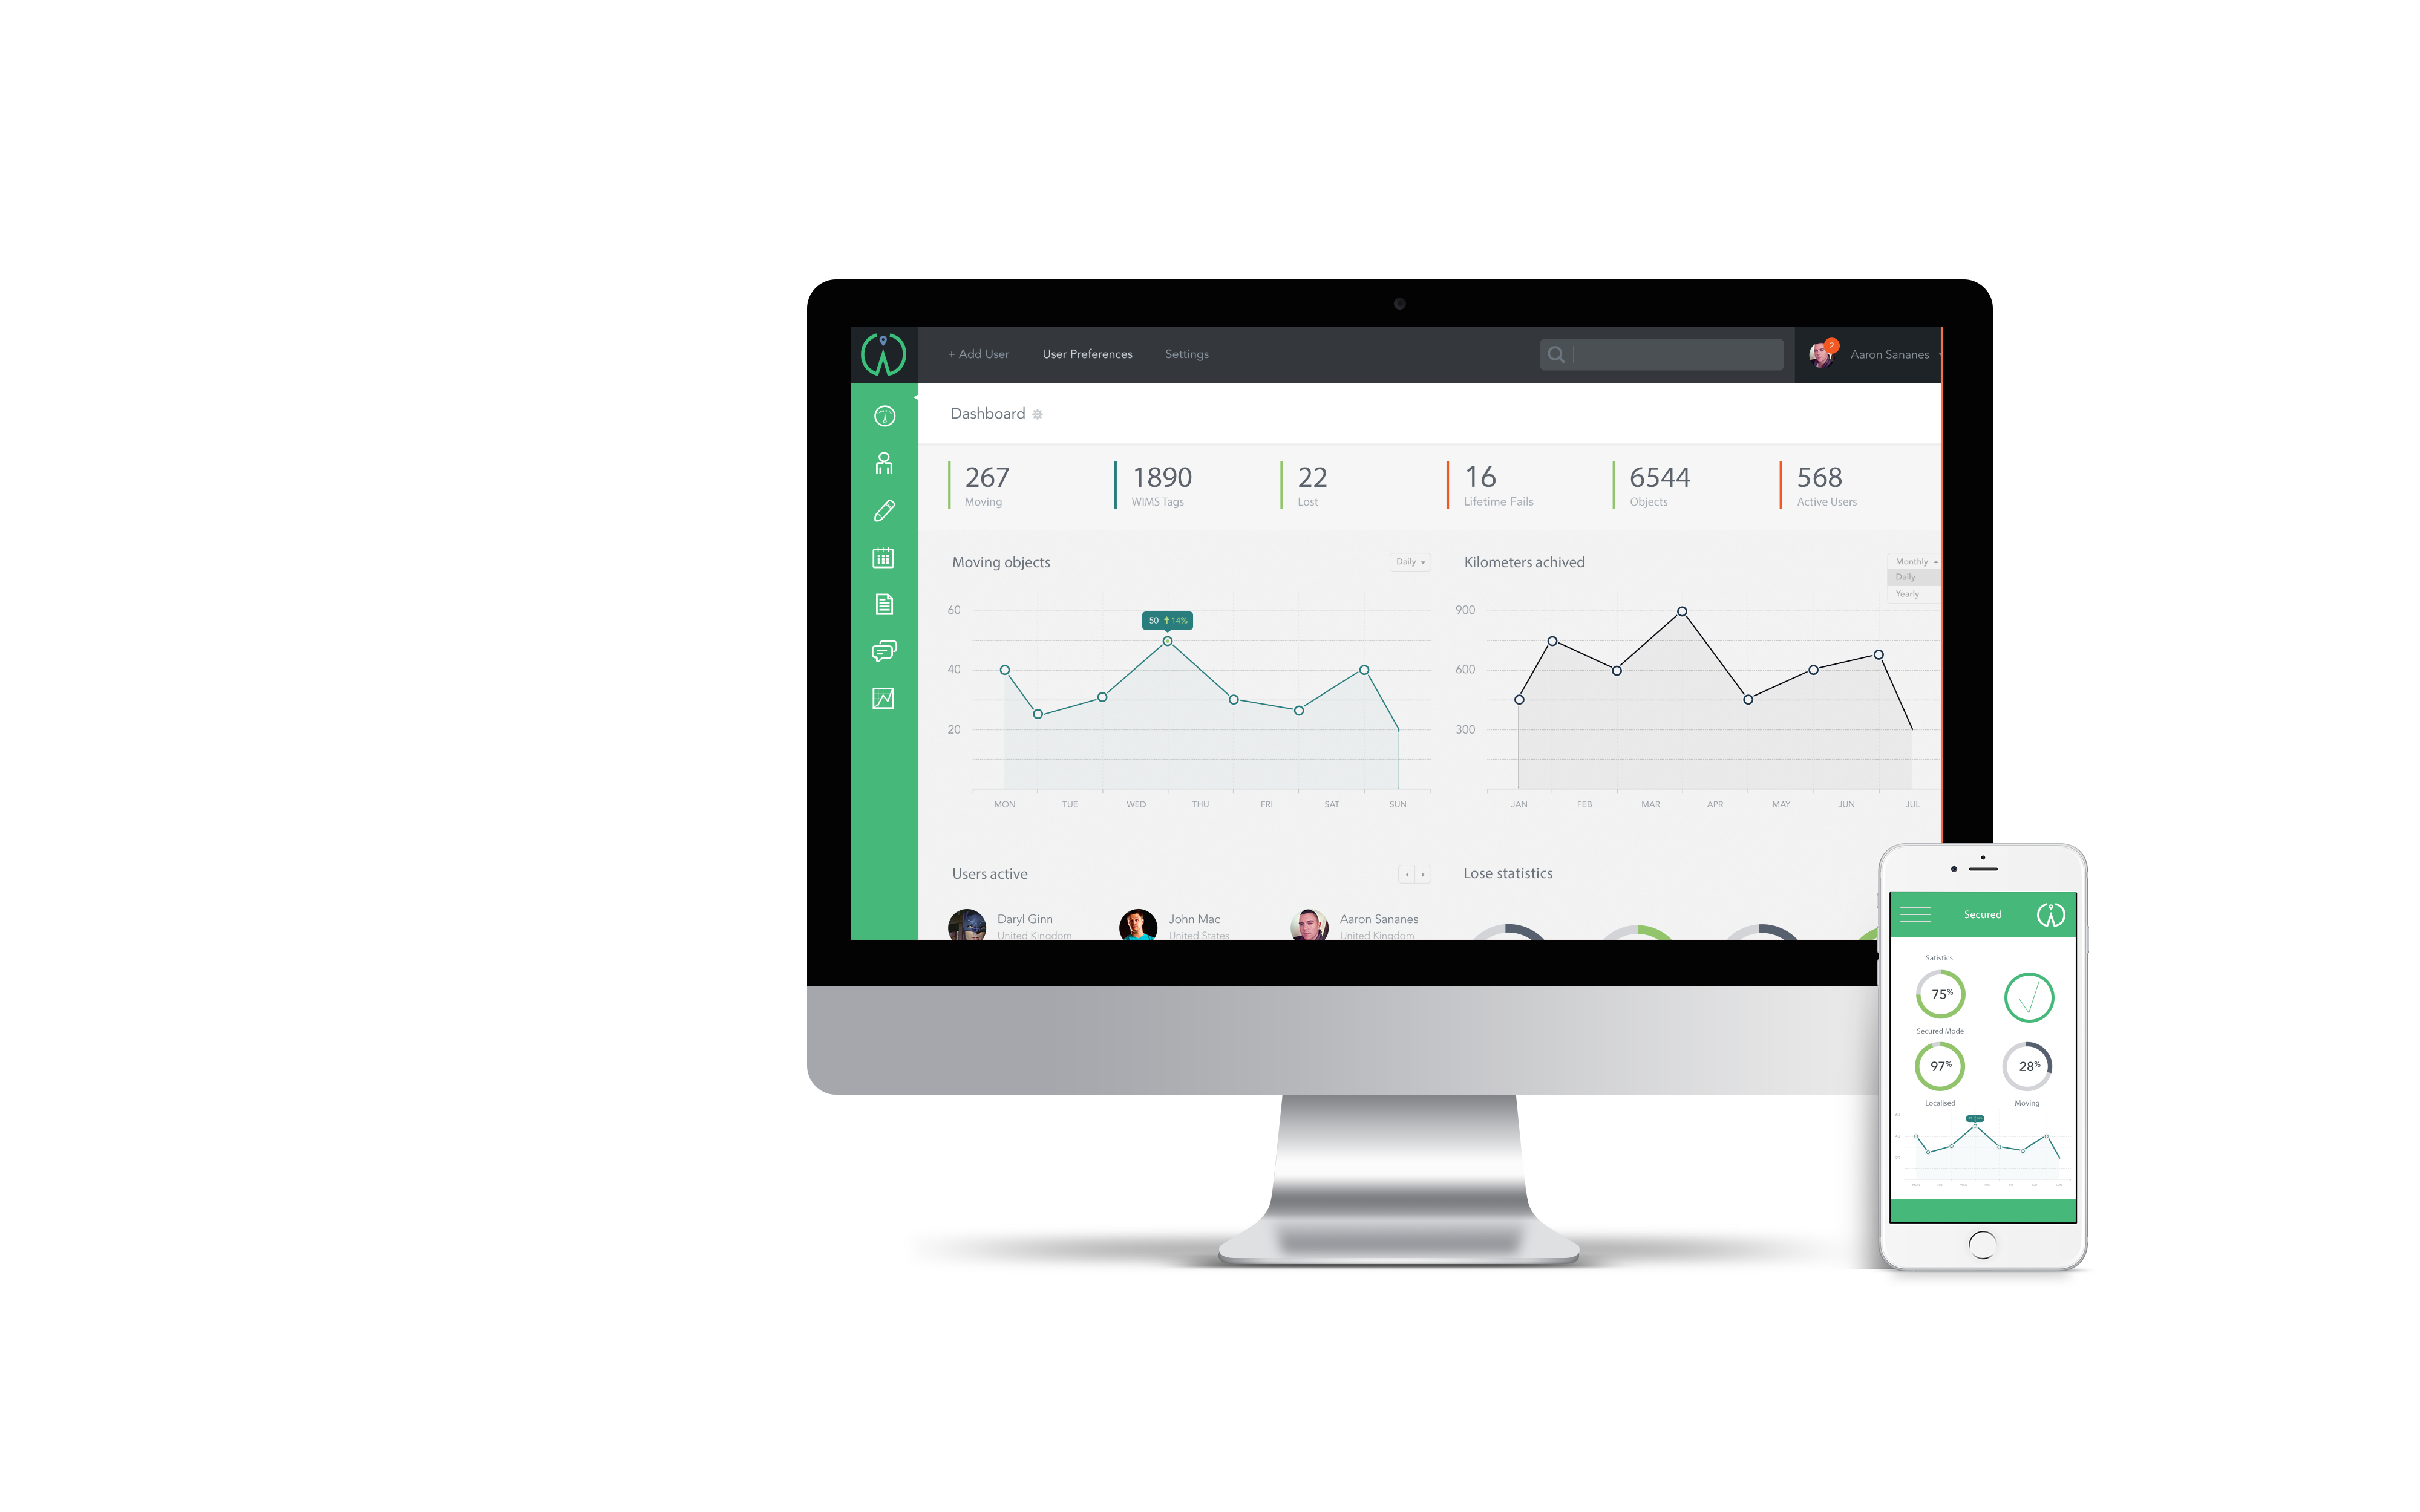 + Add User User Preferences Settings
2
Aaron Sananes
Dashboard
267 1890 22 16 6544 568
Moving WIMS Tags Lost Lifetime Fails Objects Active Users
Moving objects
Daily
60
40
20
50 14%
MON TUE WED THU FRI SAT SUN
Kilometers achived
Monthly
Daily
Yearly
900
600
300
JAN FEB MAR APR MAY JUN JUL
Users active
Daryl Ginn
United Kingdom
John Mac
United States
Aaron Sananes
United Kingdom
Lose statistics
Secured
Satistics
75%
Secured Mode
97% 28%
Localised Moving
60
40
20